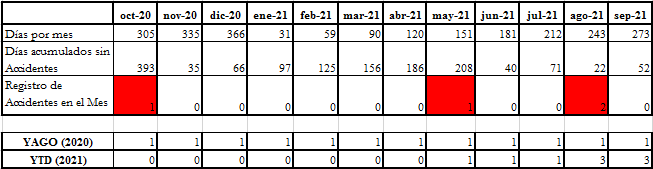 oct-20 nov-20 dic-20 ene-21 feb-21 mar-21 abr-21 may-21 jun-21 jul-21 ago-21 sep-21
Días por mes 305 335 366 31 59 90 120 151 181 212 243 273
Días acumulados sin
Accidentes 393 35 66 97 125 156 186 208 40 71 22 52
Registro de
Accidentes en el Mes 1 0 0 0 0 0 0 1 0 0 2 0
YAGO (2020) 1 1 1 1 1 1 1 1 1 1 1 1
YTD (2021) 0 0 0 0 0 0 0 1 1 1 3 3